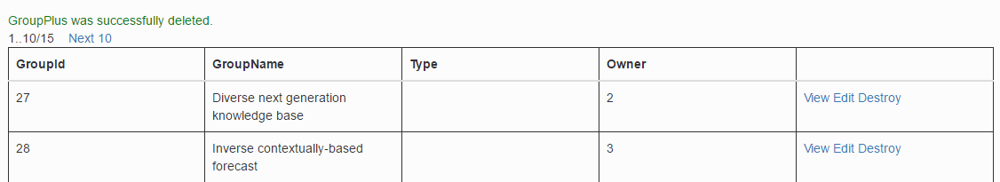 GroupPlus was successfully deleted.
1..10/15 Next 10
GroupId GroupName Type Owner
27 Diverse next generation 2 View Edit Destroy
knowledge base
28 Inverse contextually-based 3 View Edit Destroy
forecast